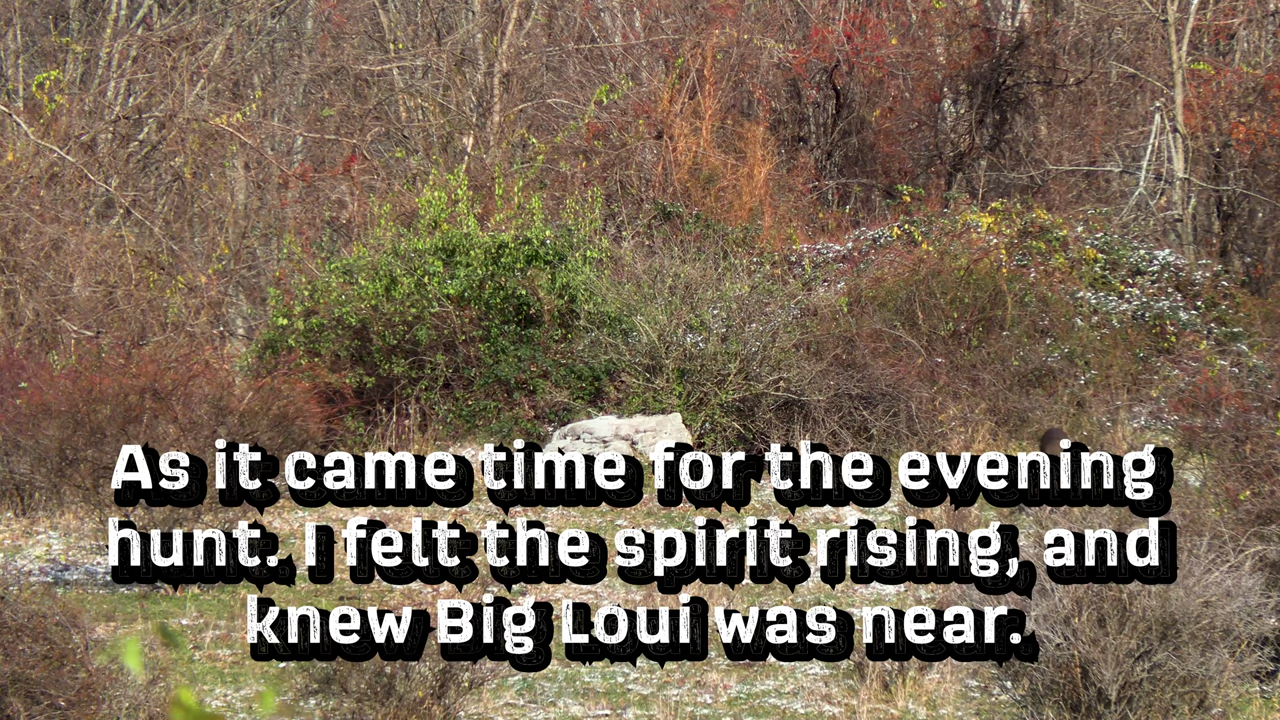 As it came time for the evening
hunt. I felt the spirit rising, and
knew Big Loui was near.